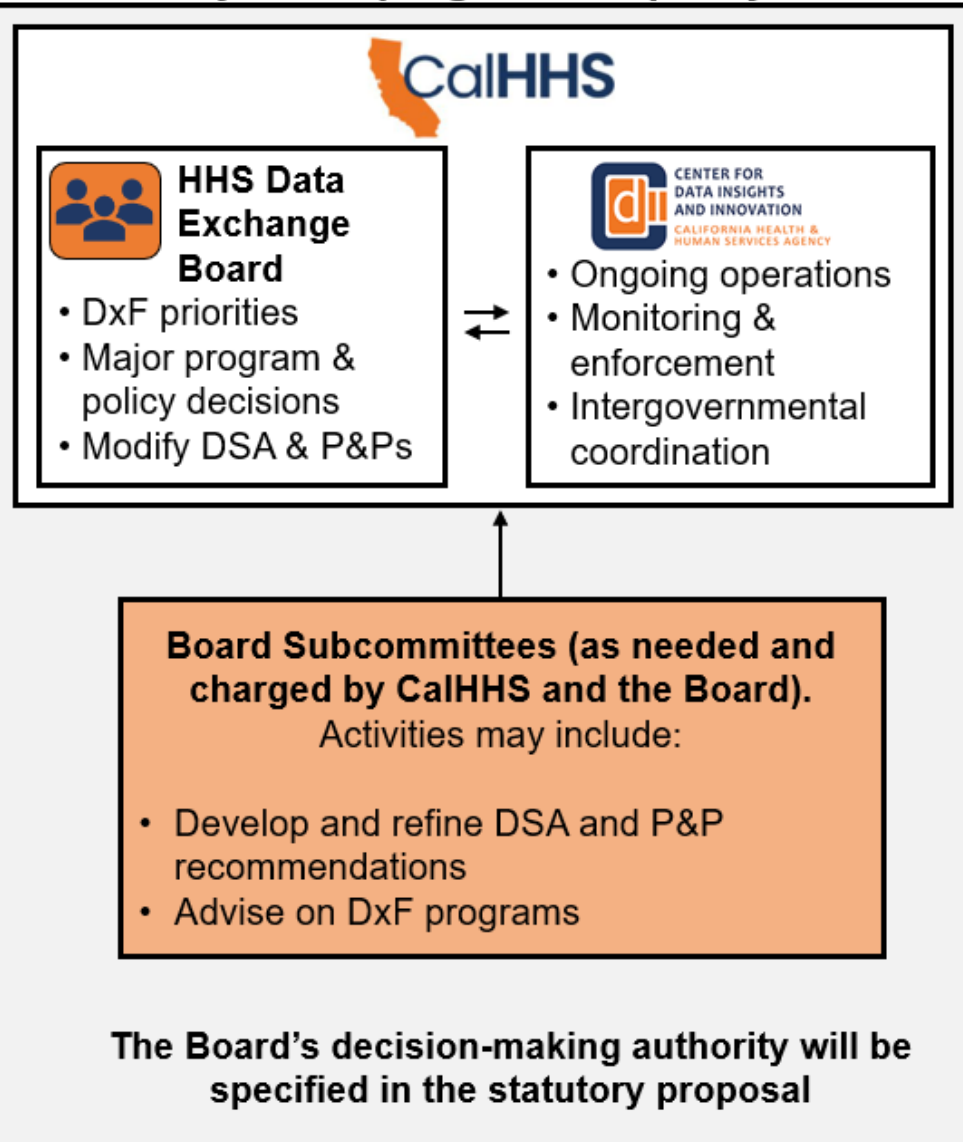 CalHHS
HHS Data
Exchange
Board
• DxF priorities
• Major program &
policy decisions
• Modify DSA & P&Ps
CENTER FOR
DATA INSIGHTS
AND INNOVATION
CALIFORNIA HEALTH &
HUMAN SERVICES AGENCY
• Ongoing operations
• Monitoring &
enforcement
• Intergovernmental
coordination
Board Subcommittees (as needed and
charged by CalHHS and the Board).
Activities may include:
• Develop and refine DSA and P&P
recommendations
• Advise on DxF programs
The Board’s decision-making authority will be
specified in the statutory proposal